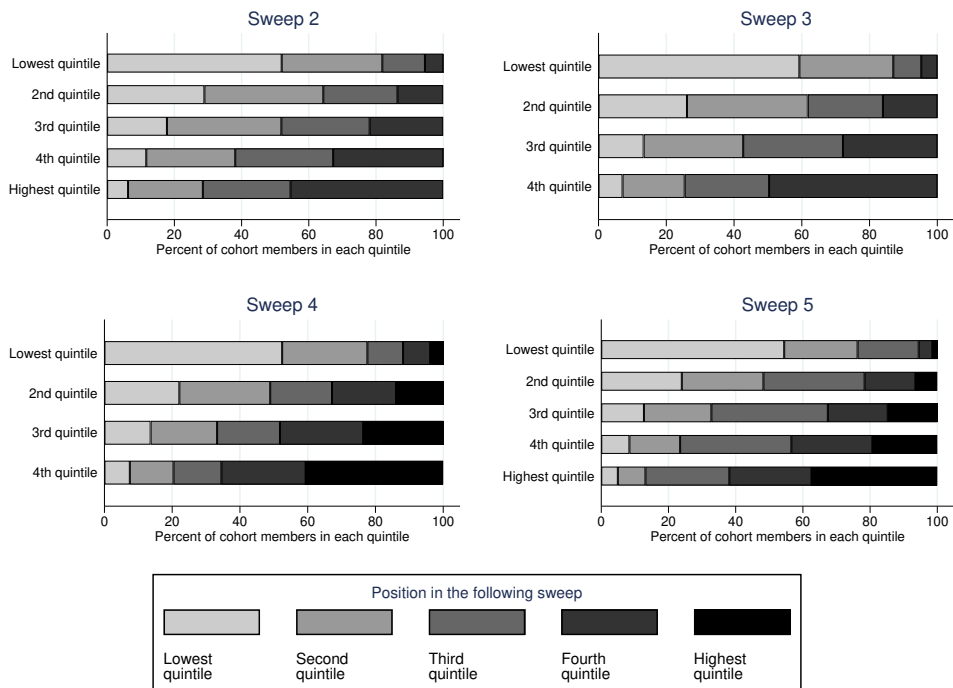 Sweep 2
Lowest quintile
2nd quintile
3rd quintile
4th quintile
Highest quintile
0 20 40 60 80 100
Percent of cohort members in each quintile
Sweep 3
Lowest quintile
2nd quintile
3rd quintile
4th quintile
0 20 40 60 80 100
Percent of cohort members in each quintile
Sweep 4
Lowest quintile
2nd quintile
3rd quintile
4th quintile
0 20 40 60 80 100
Percent of cohort members in each quintile
Sweep 5
Lowest quintile
2nd quintile
3rd quintile
4th quintile
Highest quintile
0 20 40 60 80 100
Percent of cohort members in each quintile
Position in the following sweep
Lowest
quintile
Second
quintile
Third
quintile
Fourth
quintile
Highest
quintile